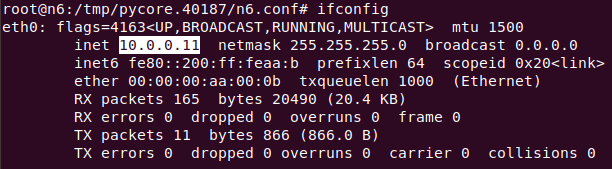 root@n6:/tmp/pycore.40187/n6.conf# ifconfig
eth0: flags=4163<UP,BROADCAST,RUNNING,MULTICAST>  mtu 1500
        inet 10.0.0.11  netmask 255.255.255.0  broadcast 0.0.0.0
        inet6 fe80::200:ff:feaa:b  prefixlen 64  scopeid 0x20<link>
        ether 00:00:00:aa:00:0b  txqueuelen 1000  (Ethernet)
        RX packets 165  bytes 20490 (20.4 KB)
        RX errors 0  dropped 0  overruns 0  frame 0
        TX packets 11  bytes 866 (866.0 B)
        TX errors 0  dropped 0 overruns 0  carrier 0  collisions 0